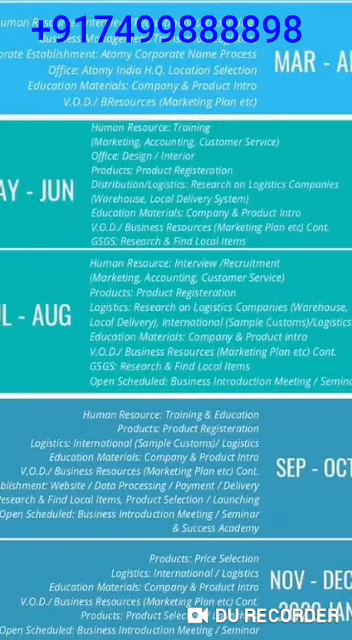 +917499888898
Corporate Name Process
Office: Atomy India H.Q. Location Selection
Education Materials: Company & Product Intro
V.O.D./ BResources (Marketing Plan etc)
MAR - A
Human Resource: Training
(Marketing, Accounting, Customer Service)
Office: Design / Interior
Products: Product Registeration
Distribution/Logistics: Research on Logistics Companies
(Warehouse, Local Delivery System)
Education Materials: Company & Product Intro
V.O.D./ Business Resources (Marketing Plan etc) Cont.
GSGS: Research & Find Local Items
AY - JUN
Human Resource: Interview /Recruitment
(Marketing, Accounting, Customer Service)
Products: Product Registeration
Logistics: Research on Logistics Companies (Warehouse,
Local Delivery), International (Sample Customs)/Logistics
Education Materials: Company & Product Intro
V.O.D./ Business Resources (Marketing Plan etc) Cont.
GSGS: Research & Find Local Items
Open Scheduled: Business Introduction Meeting / Semina
L - AUG
Human Resource: Training & Education
Products: Product Registeration
Logistics: International (Sample Customs)/ Logistics
Education Materials: Company & Product Intro
V.O.D./ Business Resources (Marketing Plan etc) Cont.
blishment: Website / Data Processing / Payment / Delivery
Research & Find Local Items, Product Selection / Launching
Open Scheduled: Business Introduction Meeting / Seminar
& Success Academy
SEP - OCT
Products: Price Selection
Logistics: International / Logistics
Education Materials: Company & Product Intro
V.O.D./ Business Resources (Marketing Plan etc) Cont.
Products: Product
Open Scheduled: Business Introduction Meeting / Seminar
NOV - DEC
2020 JAN
DU RECORDER